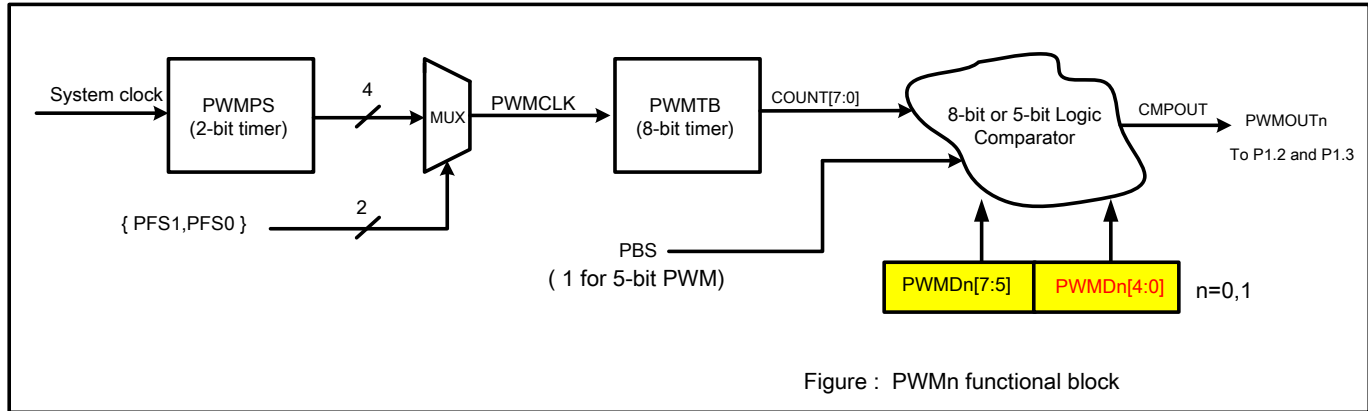 System clock
PWMPS
(2-bit timer)
4
MUX
PWMCLK
PWMTB
(8-bit timer)
COUNT[7:0]
8-bit or 5-bit Logic
Comparator
CMPOUT
PWMOUTn
To P1.2 and P1.3
{ PFS1,PFS0 }
2
PBS
( 1 for 5-bit PWM)
PWMDn[7:5]
PWMDn[4:0]
n=0,1
Figure : PWMn functional block